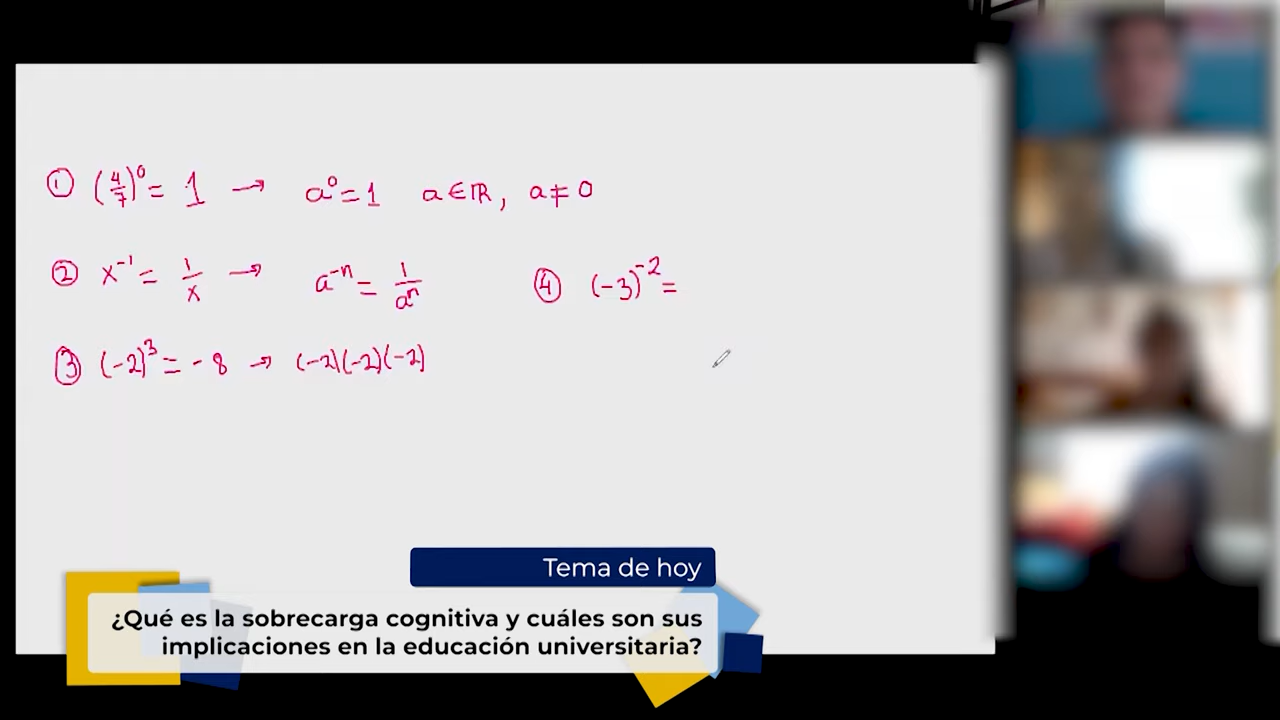 ① (4/7)⁰ = 1 → a⁰ = 1 a ∈ ℝ, a ≠ 0
② x⁻¹ = 1/x → a⁻ⁿ = 1/aⁿ
④ (-3)⁻² =
③ (-2)³ = -8 → (-2)(-2)(-2)
Tema de hoy
¿Qué es la sobrecarga cognitiva y cuáles son sus
implicaciones en la educación universitaria?